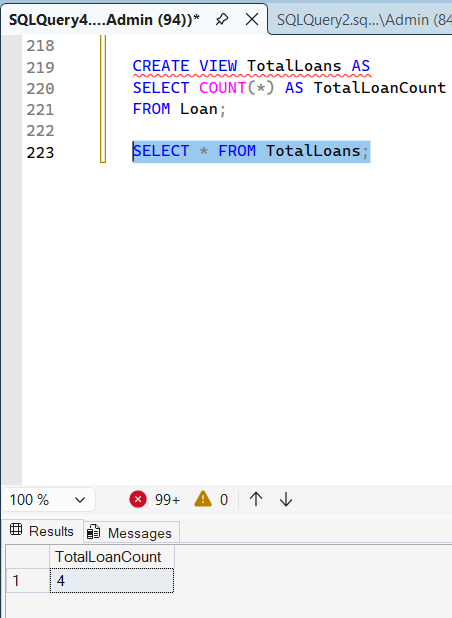 SQLQuery4....Admin (94))* SQLQuery2.sq...\Admin (84
218
219 CREATE VIEW TotalLoans AS
220 SELECT COUNT(*) AS TotalLoanCount
221 FROM Loan;
222
223 SELECT * FROM TotalLoans;
100 % 99+ 0
Results Messages
TotalLoanCount
1 4